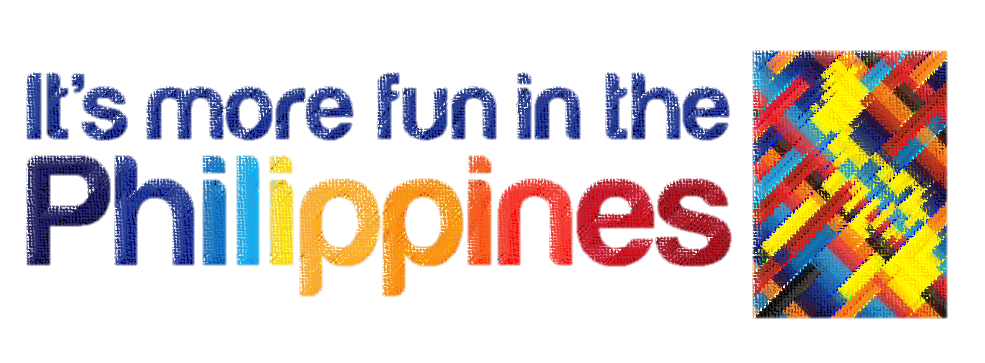 It's more fun in the
Philippines